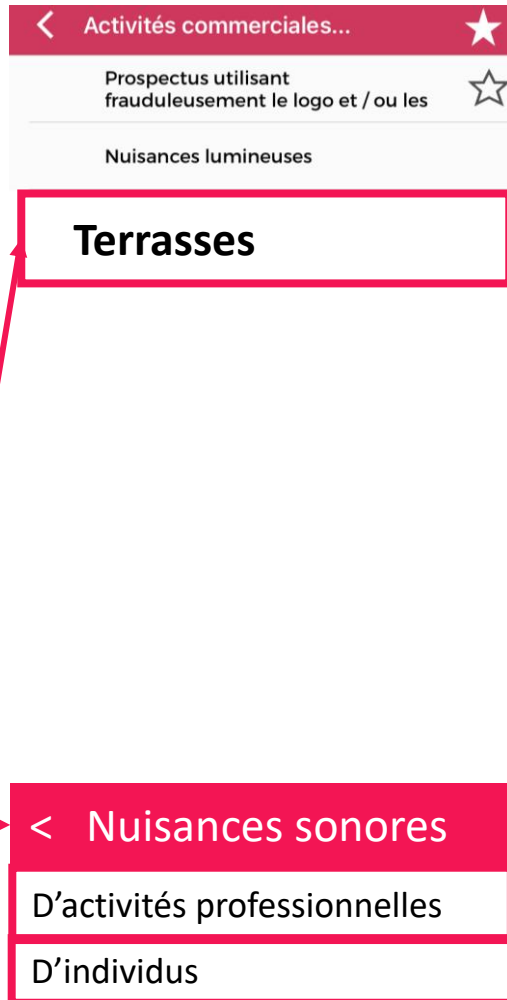 Activités commerciales...
Prospectus utilisant
frauduleusement le logo et / ou les
Nuisances lumineuses
Terrasses
< Nuisances sonores
D’activités professionnelles
D’individus